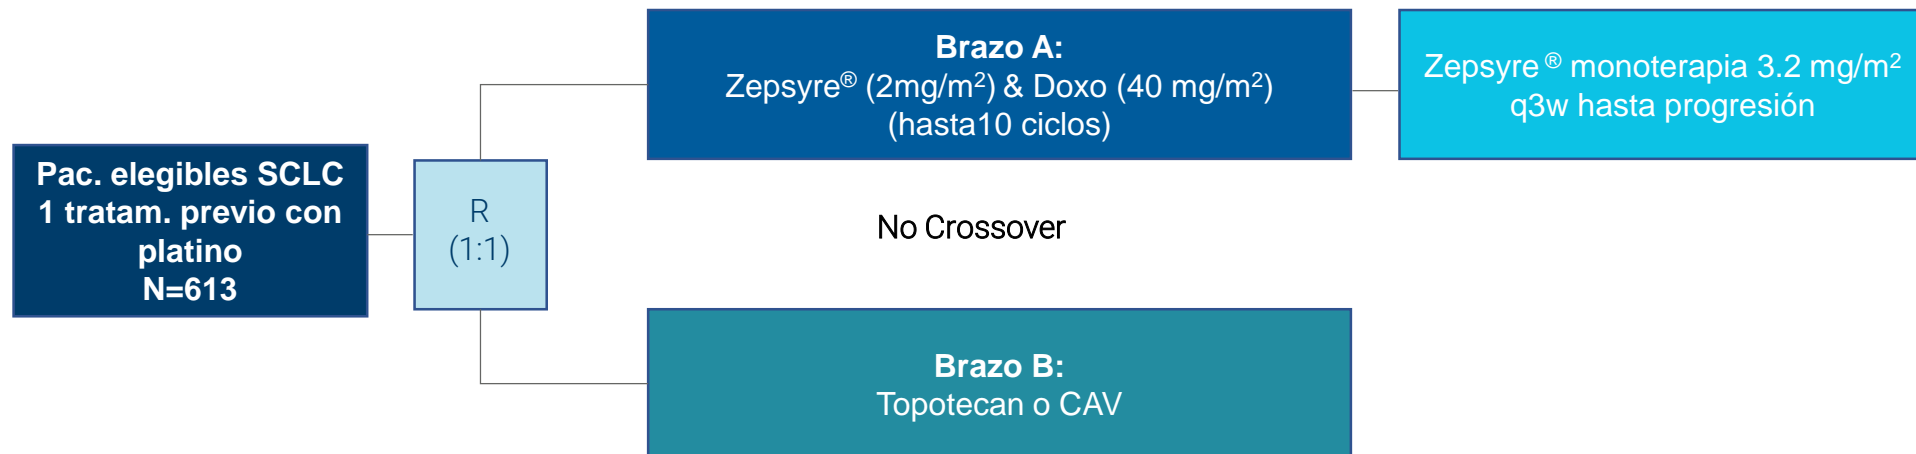 Pac. elegibles SCLC
1 tratam. previo con
platino
N=613
R
(1:1)
Brazo A:
Zepsyre® (2mg/m²) & Doxo (40 mg/m²)
(hasta10 ciclos)
Zepsyre ® monoterapia 3.2 mg/m²
q3w hasta progresión
No Crossover
Brazo B:
Topotecan o CAV